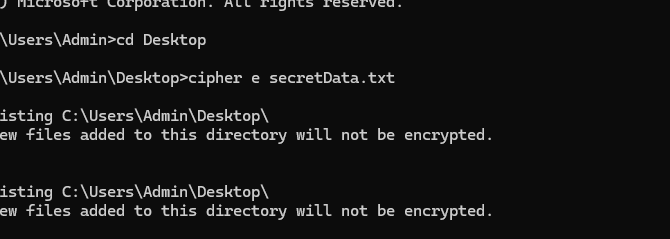 ) Microsoft Corporation. All rights reserved.
\Users\Admin>cd Desktop
\Users\Admin\Desktop>cipher e secretData.txt
isting C:\Users\Admin\Desktop\
ew files added to this directory will not be encrypted.
isting C:\Users\Admin\Desktop\
ew files added to this directory will not be encrypted.